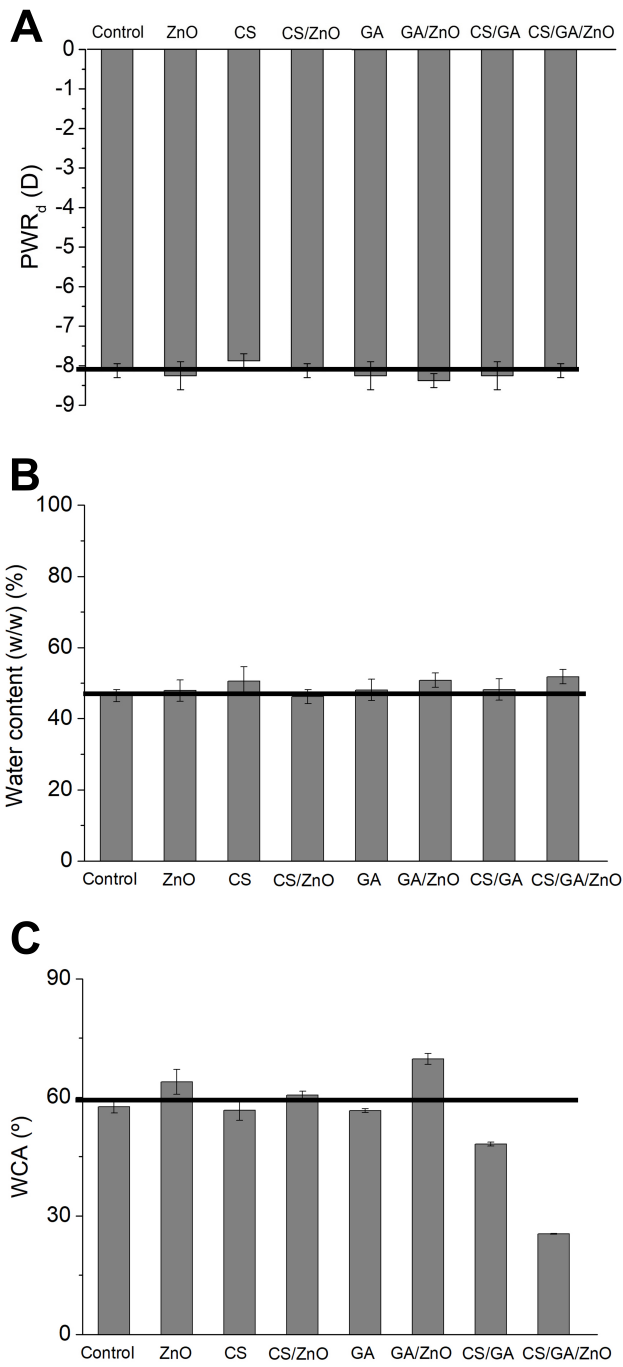 A
Control ZnO CS CS/ZnO GA GA/ZnO CS/GA CS/GA/ZnO
0
-1
-2
-3
-4
-5
-6
-7
-8
-9
PWRd (D)
B
100
80
60
40
20
0
Water content (w/w) (%)
Control ZnO CS CS/ZnO GA GA/ZnO CS/GA CS/GA/ZnO
C
90
60
30
0
WCA (º)
Control ZnO CS CS/ZnO GA GA/ZnO CS/GA CS/GA/ZnO